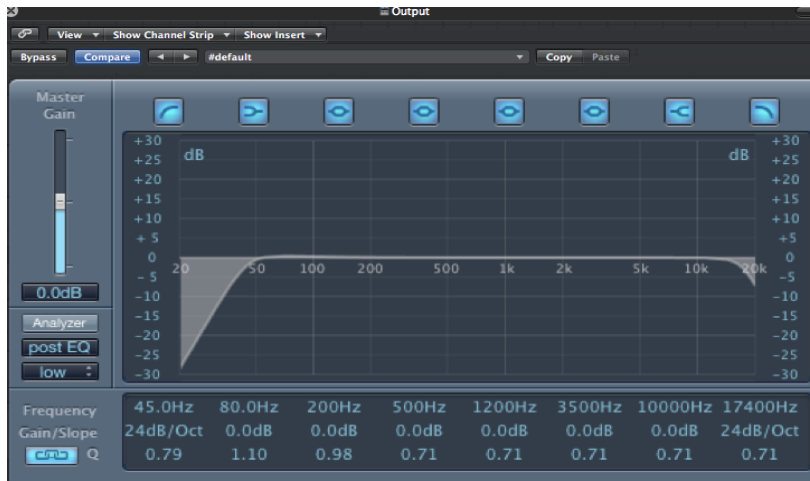 Output
View Show Channel Strip Show Insert
Bypass Compare #default Copy Paste
Master
Gain
+30 +30
+25 dB dB +25
+20 +20
+15 +15
+10 +10
+ 5 +5
0 0
20 50 100 200 500 1k 2k 5k 10k 20k
- 5 -5
0.0dB -10 -10
-15 -15
Analyzer
-20 -20
post EQ
-25 -25
low -30 -30
Frequency 45.0Hz 80.0Hz 200Hz 500Hz 1200Hz 3500Hz 10000Hz 17400Hz
Gain/Slope 24dB/Oct 0.0dB 0.0dB 0.0dB 0.0dB 0.0dB 0.0dB 24dB/Oct
Q 0.79 1.10 0.98 0.71 0.71 0.71 0.71 0.71